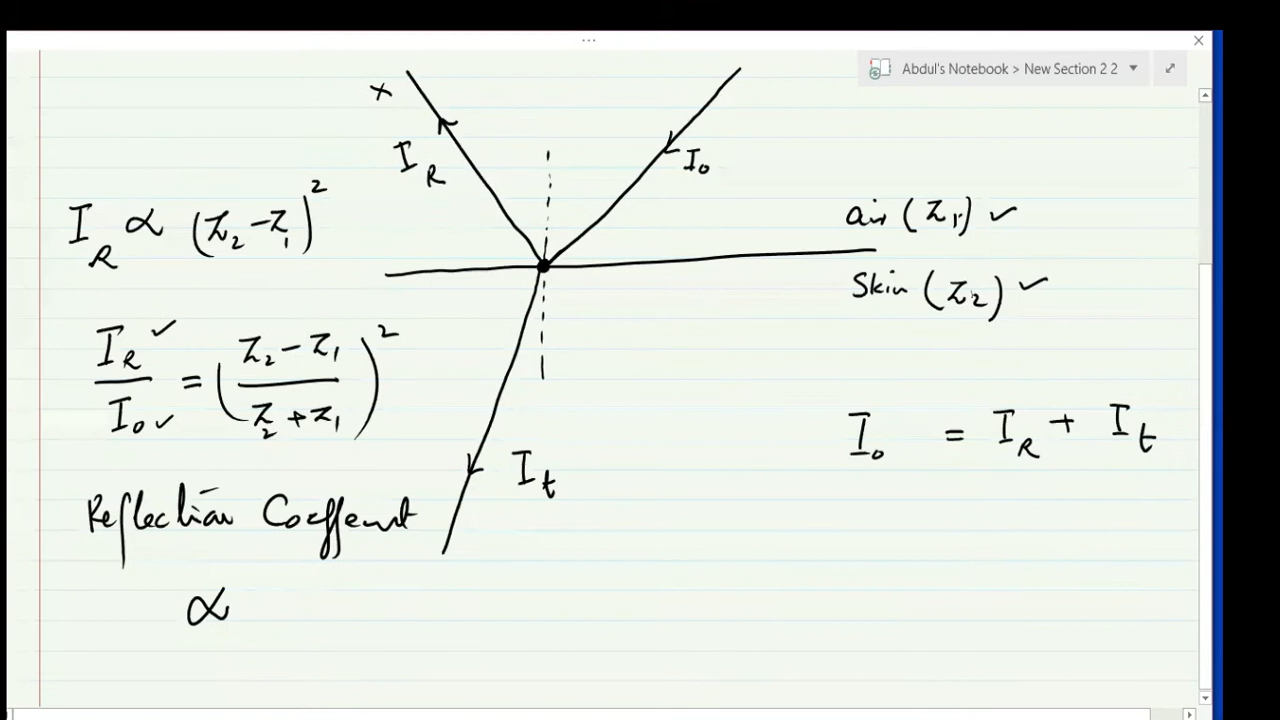 Abdul's Notebook > New Section 2 2
I_R
I_0
I_R ∝ (Z_2 - Z_1)^2
air (Z_1) ✓
Skin (Z_2) ✓
I_R ✓ / I_0 ✓ = ((Z_2 - Z_1) / (Z_2 + Z_1))^2
I_0 = I_R + I_t
I_t
Reflection Coeffient
α